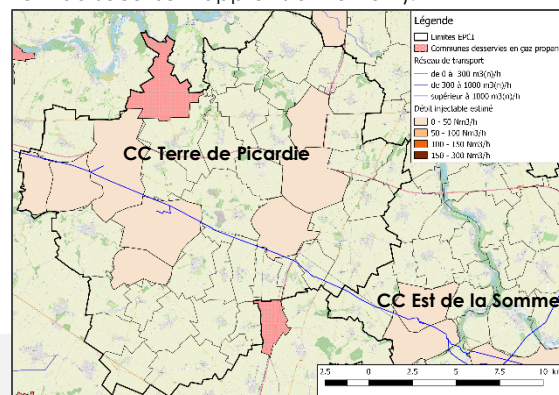 Légende
Limites EPCI
Communes desservies en gaz propane
Réseau de transport
de 0 à 300 m3(n)/h
de 300 à 1000 m3(n)/h
supérieur à 1000 m3(n)/h
Débit injectable estimé
0 - 50 Nm3/h
50 - 100 Nm3/h
100 - 150 Nm3/h
150 - 300 Nm3/h
CC Terre de Picardie
CC Est de la Somme
2.5 0 2.5 5 7.5 10 km